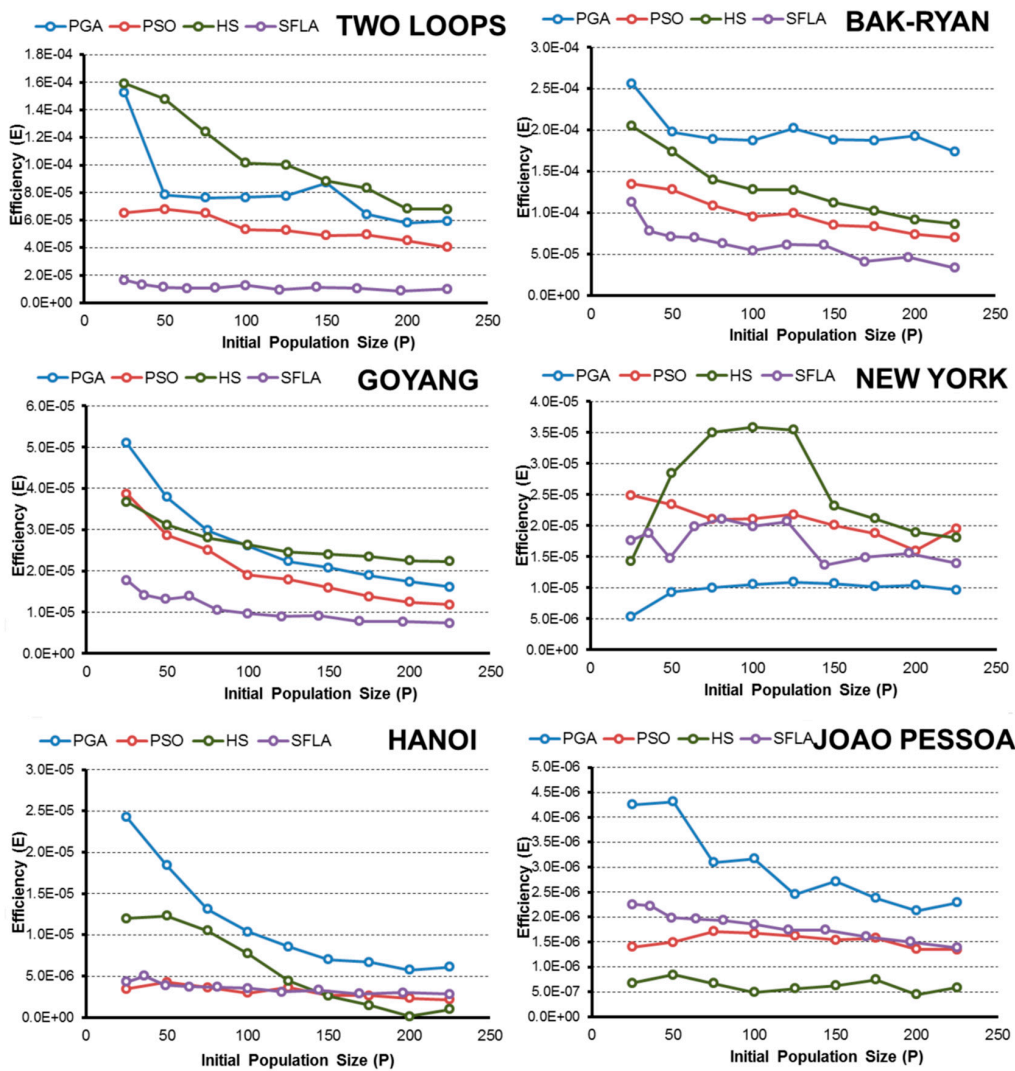 PGA PSO HS SFLA TWO LOOPS
Efficiency (E)
1.8E-04
1.6E-04
1.4E-04
1.2E-04
1.0E-04
8.0E-05
6.0E-05
4.0E-05
2.0E-05
0.0E+00
0 50 100 150 200 250
Initial Population Size (P)
PGA PSO HS SFLA BAK-RYAN
Efficiency (E)
3.0E-04
2.5E-04
2.0E-04
1.5E-04
1.0E-04
5.0E-05
0.0E+00
0 50 100 150 200 250
Initial Population Size (P)
PGA PSO HS SFLA GOYANG
Efficiency (E)
6.0E-05
5.0E-05
4.0E-05
3.0E-05
2.0E-05
1.0E-05
0.0E+00
0 50 100 150 200 250
Initial Population Size (P)
PGA PSO HS SFLA NEW YORK
Efficiency (E)
4.0E-05
3.5E-05
3.0E-05
2.5E-05
2.0E-05
1.5E-05
1.0E-05
5.0E-06
0.0E+00
0 50 100 150 200 250
Initial Population Size (P)
PGA PSO HS SFLA HANOI
Efficiency (E)
3.0E-05
2.5E-05
2.0E-05
1.5E-05
1.0E-05
5.0E-06
0.0E+00
0 50 100 150 200 250
Initial Population Size (P)
PGA PSO HS SFLA JOAO PESSOA
Efficiency (E)
5.0E-06
4.5E-06
4.0E-06
3.5E-06
3.0E-06
2.5E-06
2.0E-06
1.5E-06
1.0E-06
5.0E-07
0.0E+00
0 50 100 150 200 250
Initial Population Size (P)